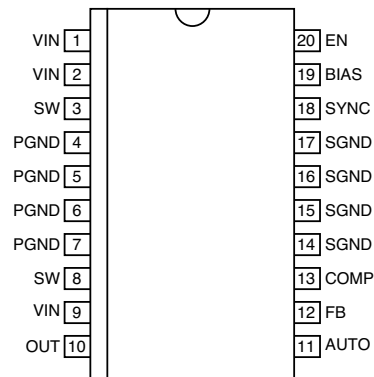 VIN 1 20 EN
VIN 2 19 BIAS
SW 3 18 SYNC
PGND 4 17 SGND
PGND 5 16 SGND
PGND 6 15 SGND
PGND 7 14 SGND
SW 8 13 COMP
VIN 9 12 FB
OUT 10 11 AUTO